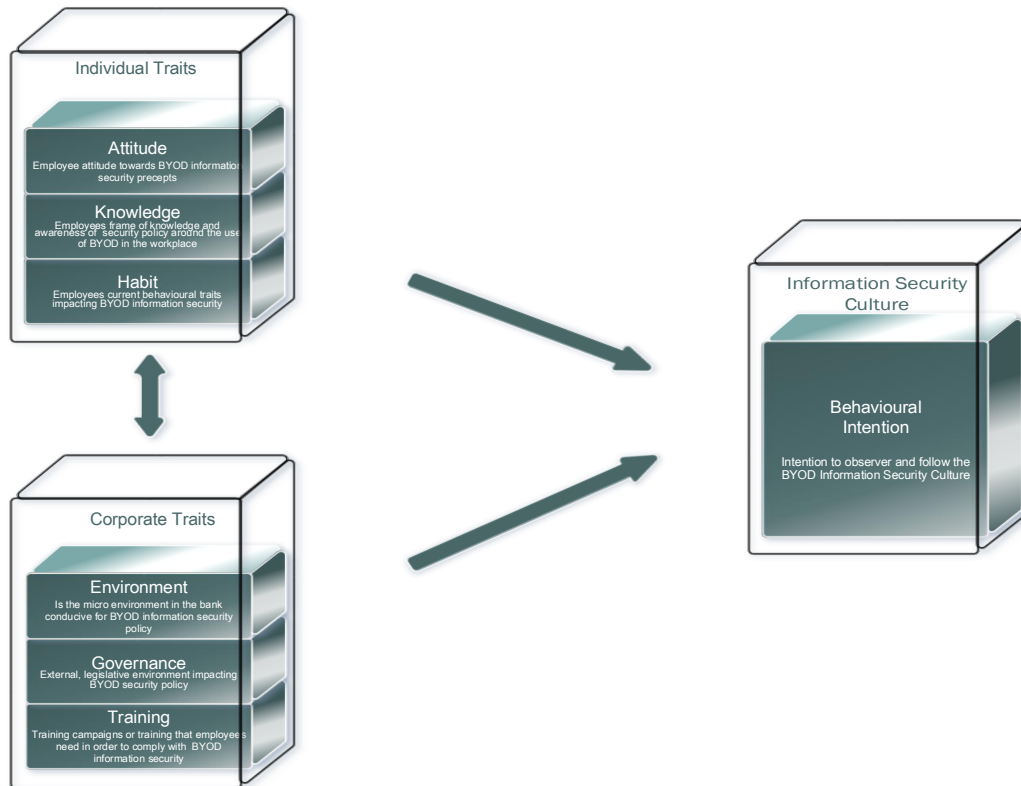 Individual Traits
Attitude
Employee attitude towards BYOD information
security precepts
Knowledge
Employees frame of knowledge and
awareness of security policy around the use
of BYOD in the workplace
Habit
Employees current behavioural traits
impacting BYOD information security
Information Security
Culture
Behavioural
Intention
Intention to observer and follow the
BYOD Information Security Culture
Corporate Traits
Environment
Is the micro environment in the bank
conducive for BYOD information security
policy
Governance
External, legislative environment impacting
BYOD security policy
Training
Training campaigns or training that employees
need in order to comply with BYOD
information security